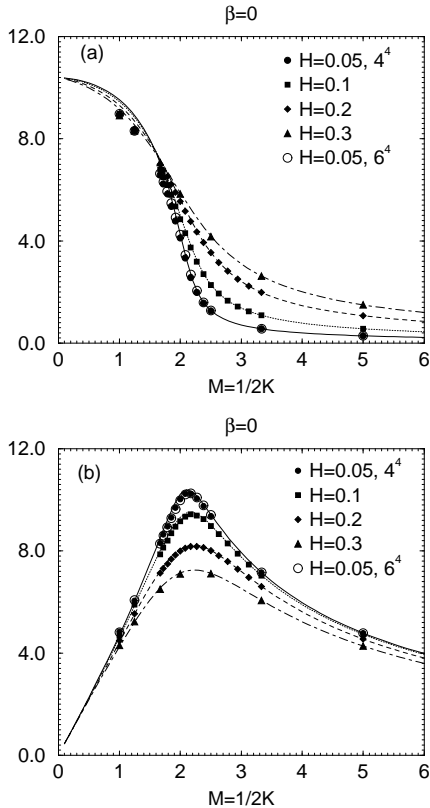 β=0
12.0
(a)
H=0.05, 4⁴
H=0.1
8.0
H=0.2
H=0.3
H=0.05, 6⁴
4.0
0.0
0 1 2 3 4 5 6
M=1/2K
β=0
12.0
(b)
H=0.05, 4⁴
H=0.1
8.0
H=0.2
H=0.3
H=0.05, 6⁴
4.0
0.0
0 1 2 3 4 5 6
M=1/2K